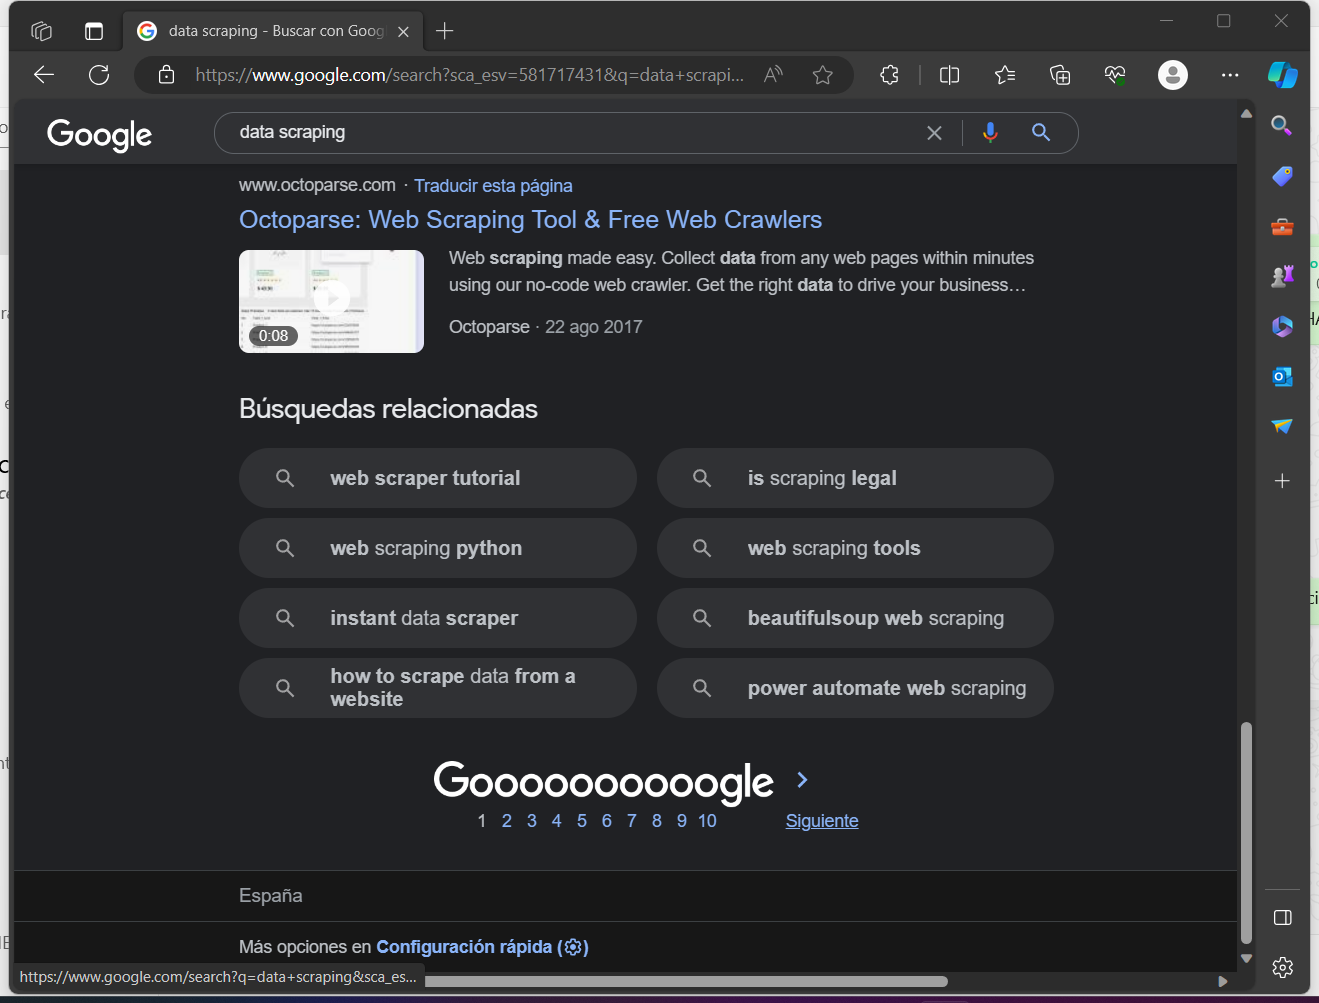 data scraping - Buscar con Goog
https://www.google.com/search?sca_esv=581717431&q=data+scrapi...
Google
data scraping
www.octoparse.com · Traducir esta página
Octoparse: Web Scraping Tool & Free Web Crawlers
Web scraping made easy. Collect data from any web pages within minutes
using our no-code web crawler. Get the right data to drive your business…
0:08
Octoparse · 22 ago 2017
Búsquedas relacionadas
web scraper tutorial
is scraping legal
web scraping python
web scraping tools
instant data scraper
beautifulsoup web scraping
how to scrape data from a
website
power automate web scraping
Goooooooooogle
1 2 3 4 5 6 7 8 9 10
Siguiente
España
Más opciones en Configuración rápida
https://www.google.com/search?q=data+scraping&sca_es...